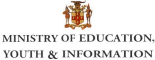 MINISTRY OF EDUCATION,
YOUTH & INFORMATION